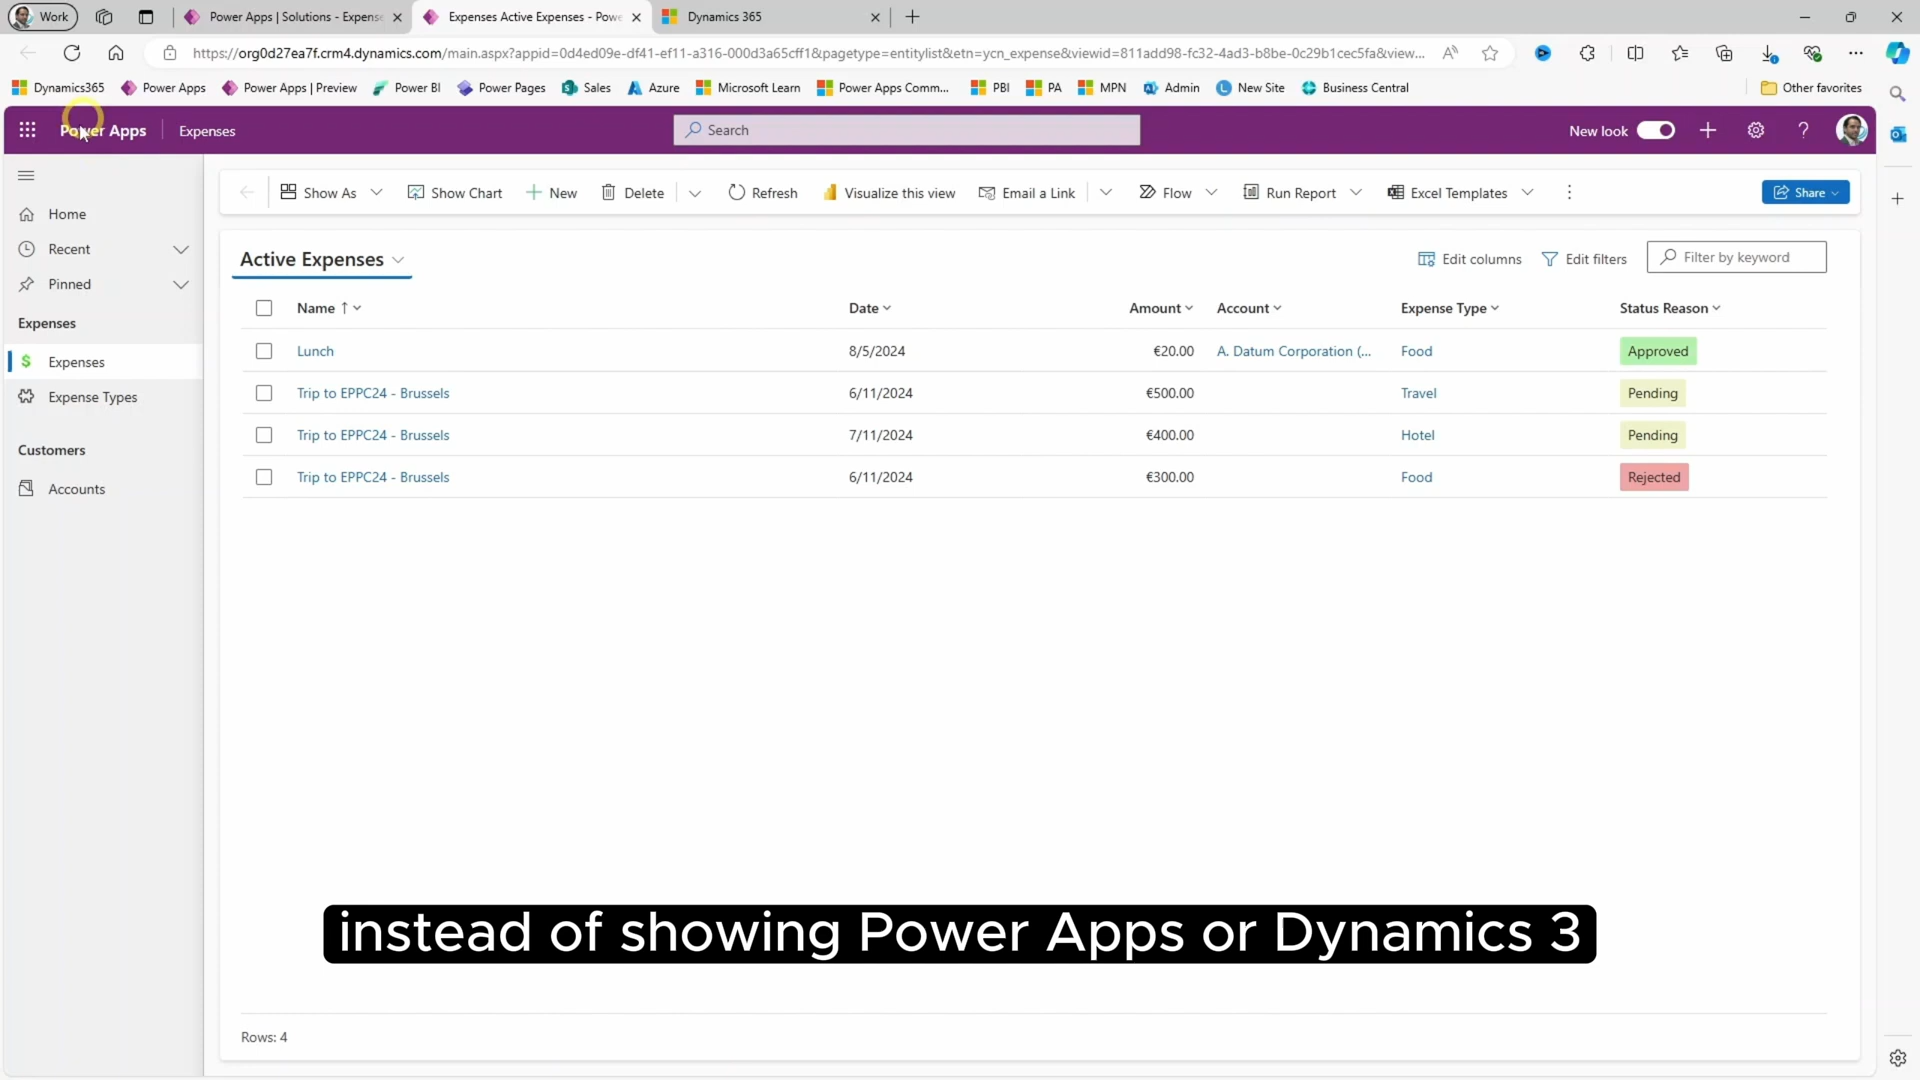 Work
Power Apps | Solutions - Expense
Expenses Active Expenses - Powe
Dynamics 365
https://org0d27ea7f.crm4.dynamics.com/main.aspx?appid=0d4ed09e-df41-ef11-a316-000d3a65cff1&pagetype=entitylist&etn=ycn_expense&viewid=811add98-fc32-4ad3-b8be-0c29b1cec5fa&view...
Dynamics365
Power Apps
Power Apps | Preview
Power BI
Power Pages
Sales
Azure
Microsoft Learn
Power Apps Comm...
PBI
PA
MPN
Admin
New Site
Business Central
Other favorites
Power Apps
Expenses
Search
New look
Home
Recent
Pinned
Expenses
Expenses
Expense Types
Customers
Accounts
Show As
Show Chart
New
Delete
Refresh
Visualize this view
Email a Link
Flow
Run Report
Excel Templates
Share
Active Expenses
Edit columns
Edit filters
Filter by keyword
Name Date Amount Account Expense Type Status Reason
Lunch 8/5/2024 €20.00 A. Datum Corporation (... Food Approved
Trip to EPPC24 - Brussels 6/11/2024 €500.00 Travel Pending
Trip to EPPC24 - Brussels 7/11/2024 €400.00 Hotel Pending
Trip to EPPC24 - Brussels 6/11/2024 €300.00 Food Rejected
instead of showing Power Apps or Dynamics 3
Rows: 4